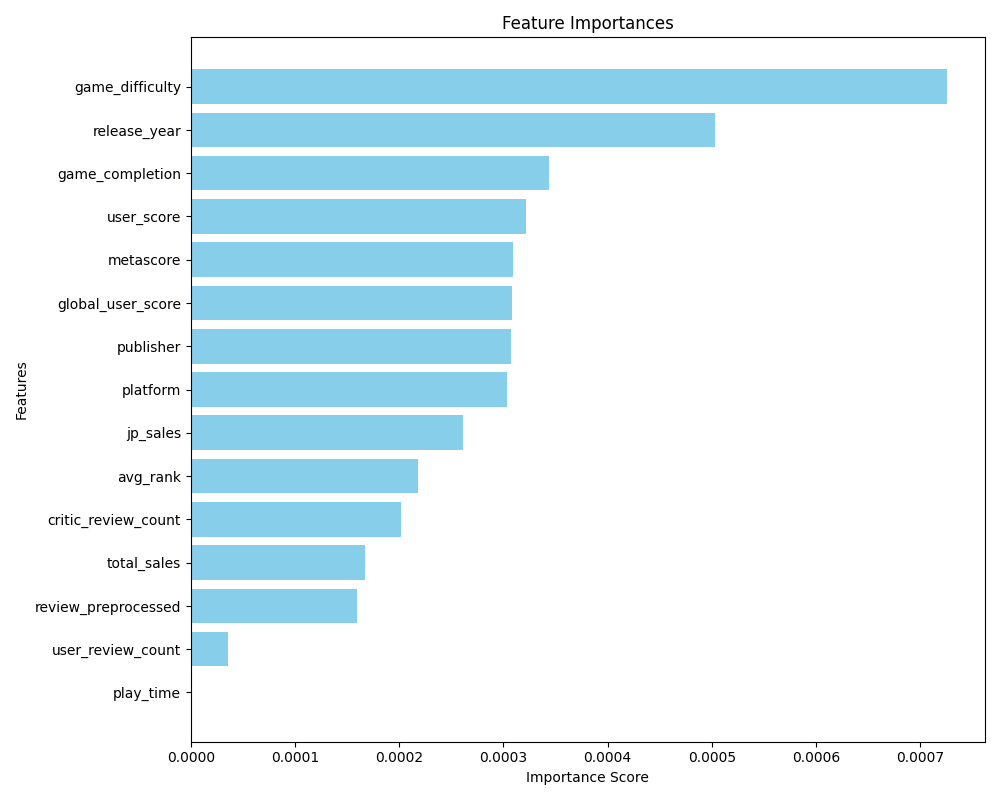 Feature Importances
game_difficulty
release_year
game_completion
user_score
metascore
global_user_score
publisher
platform
jp_sales
avg_rank
critic_review_count
total_sales
review_preprocessed
user_review_count
play_time
Features
0.0000 0.0001 0.0002 0.0003 0.0004 0.0005 0.0006 0.0007
Importance Score